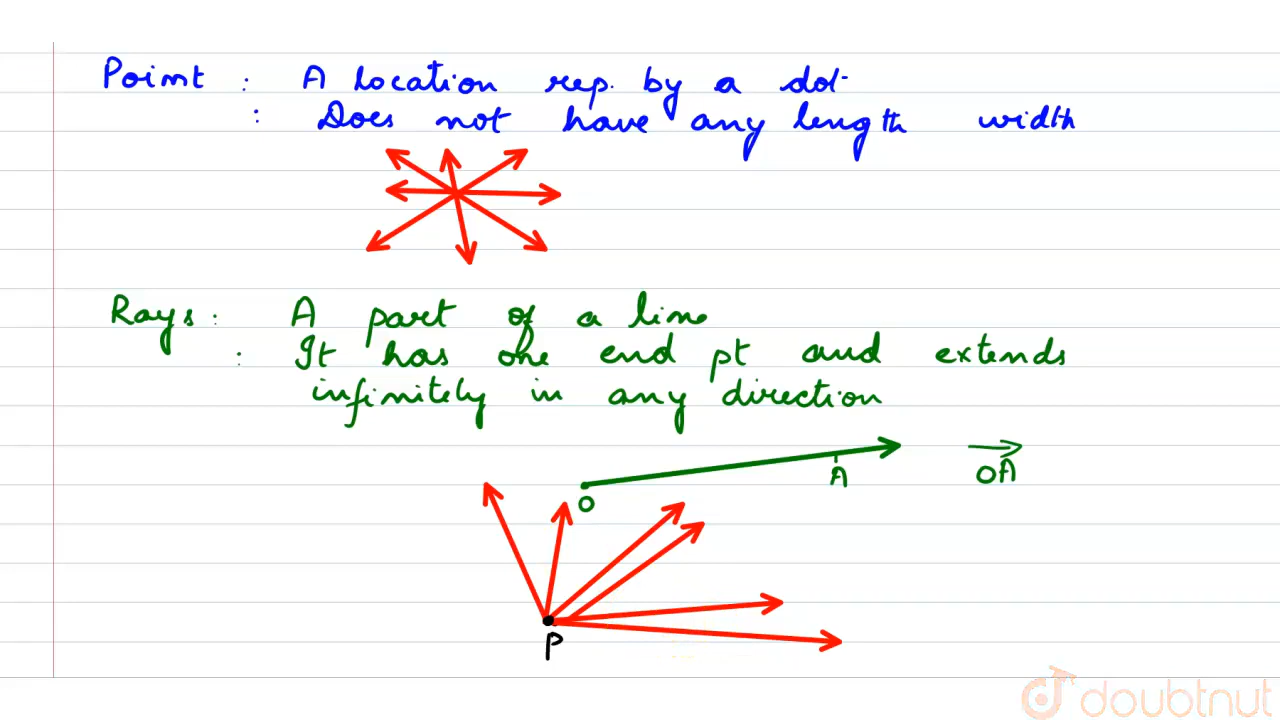 Point : A location rep. by a dot
: Does not have any length width
Rays : A part of a line
: It has one end pt and extends
infinitely in any direction
A
OA
O
P
doubtnut